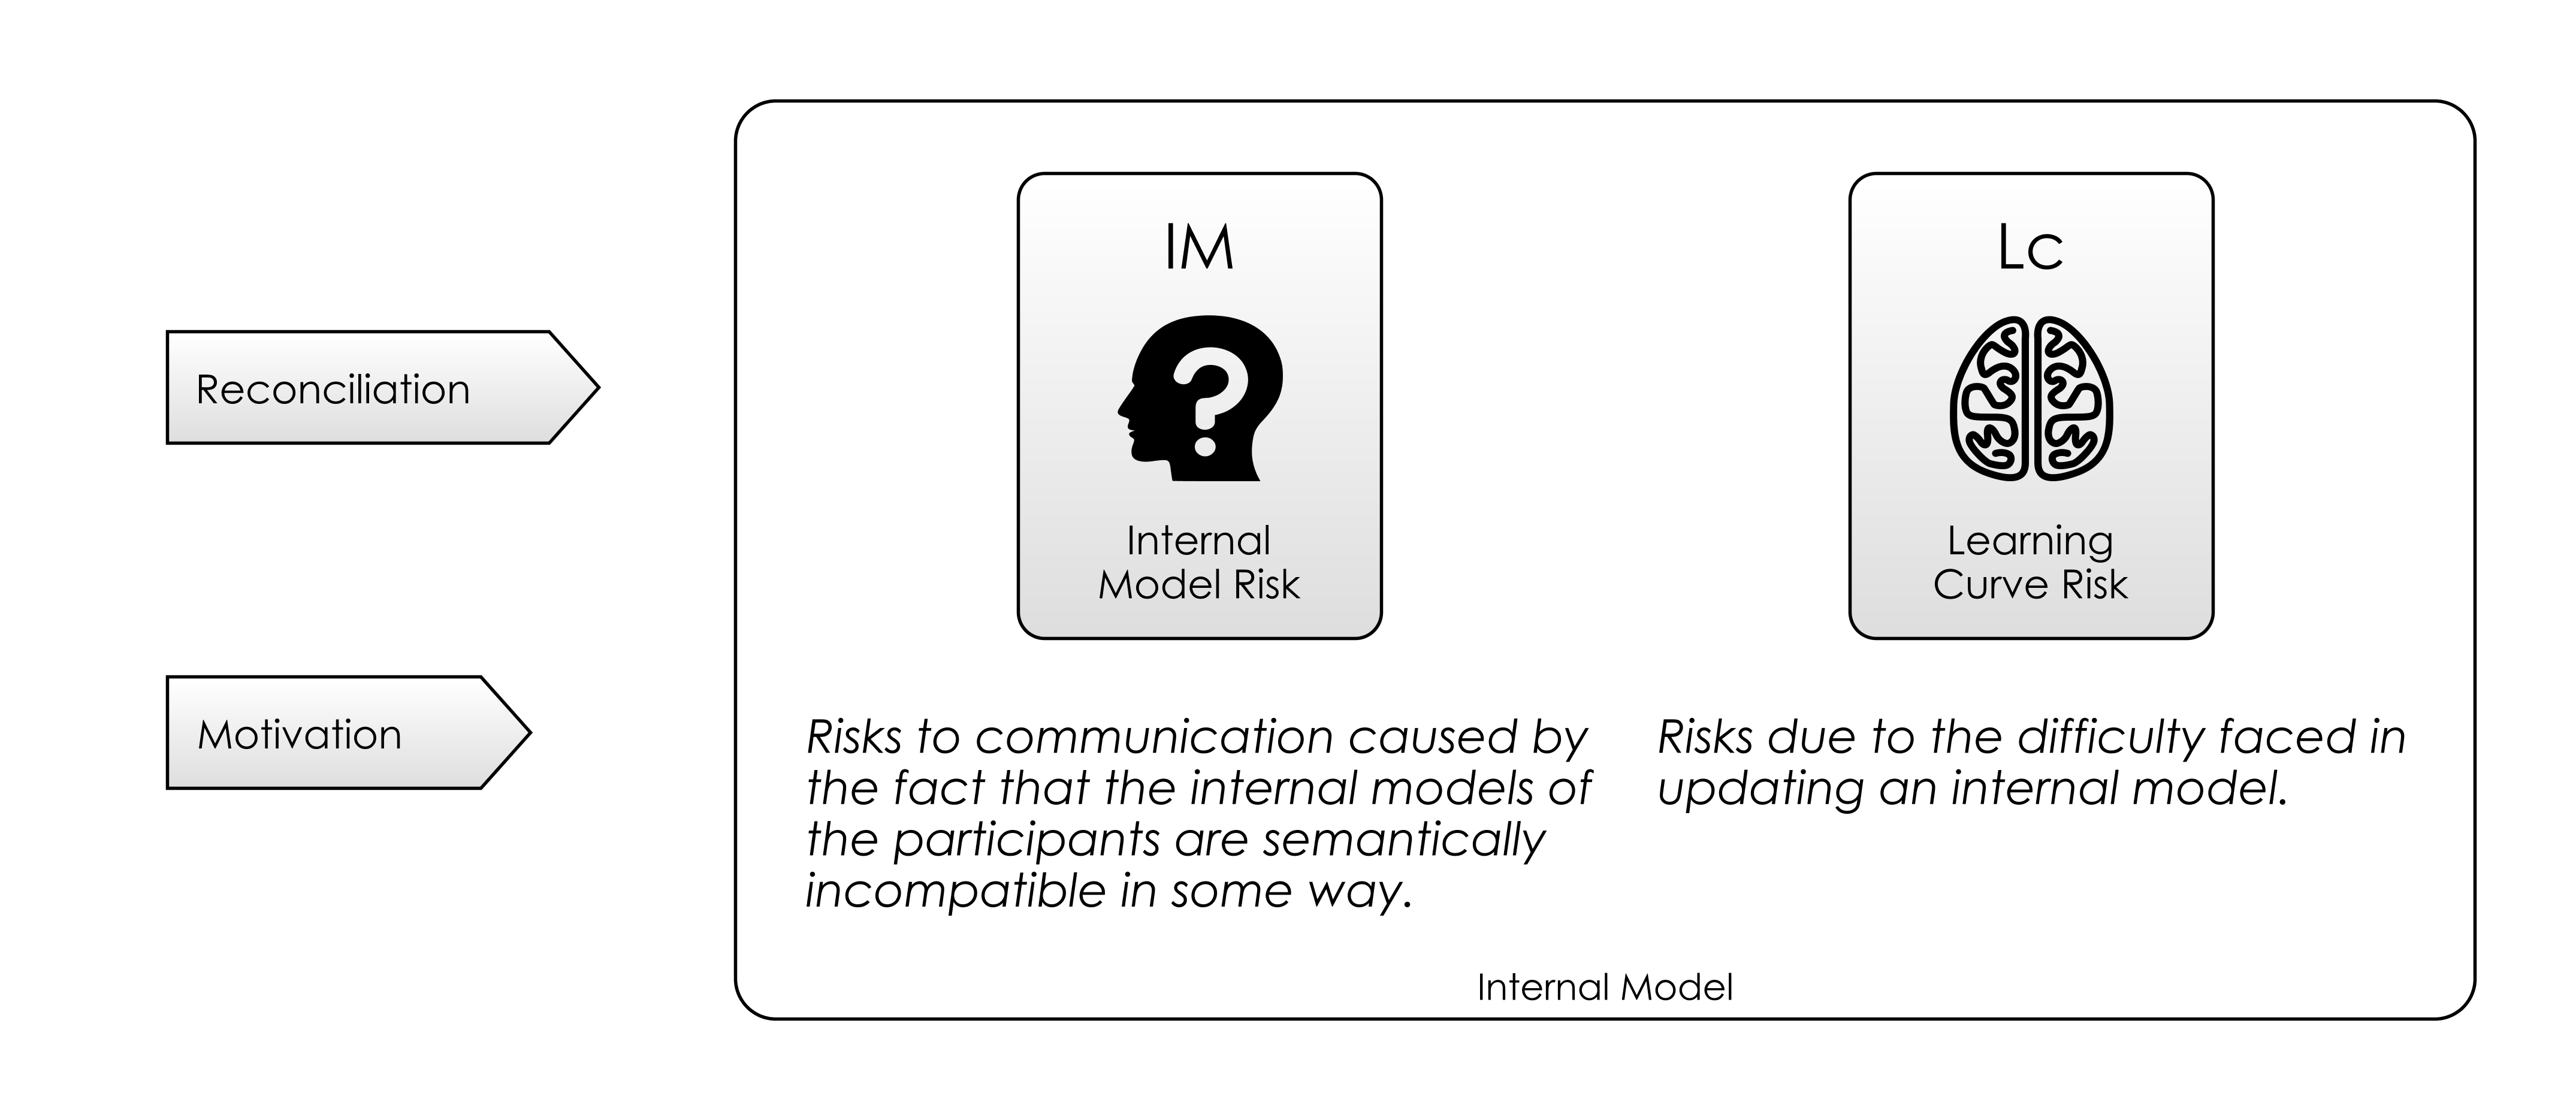 Reconciliation
Motivation
IM
Internal
Model Risk
Risks to communication caused by
the fact that the internal models of
the participants are semantically
incompatible in some way.
Lc
Learning
Curve Risk
Risks due to the difficulty faced in
updating an internal model.
Internal Model